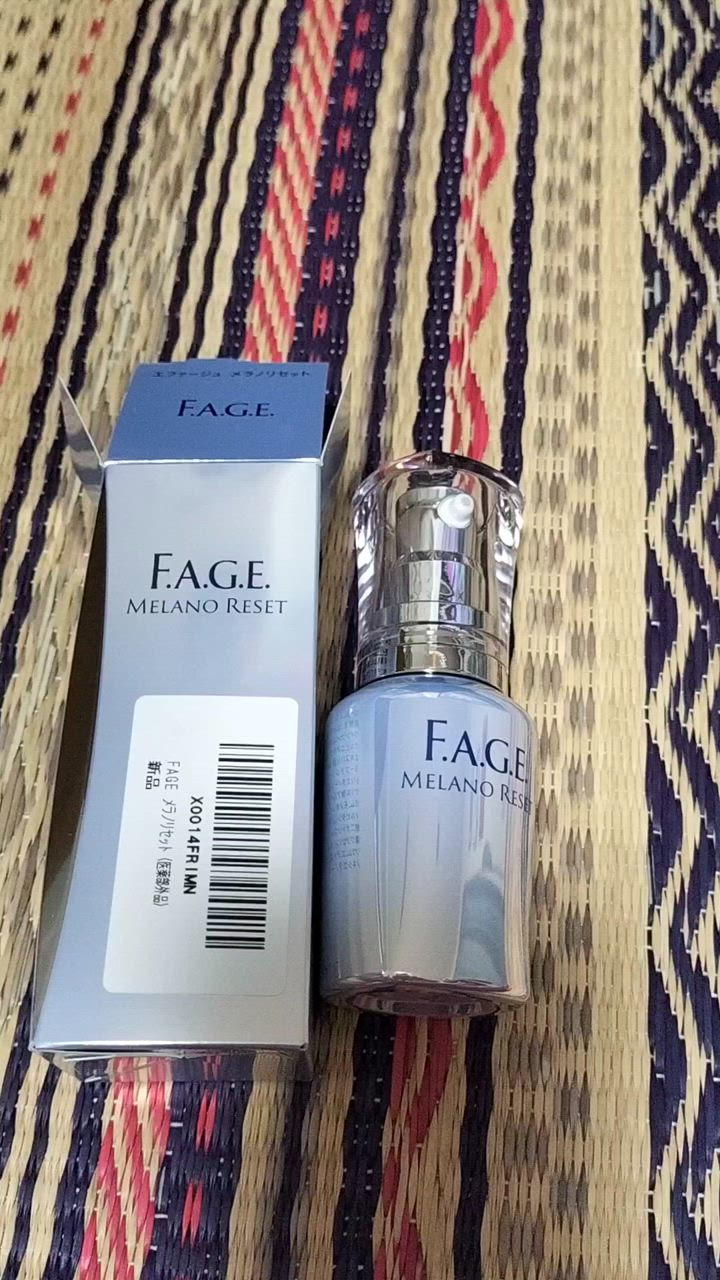 エファージュ メラノリセット
F.A.G.E.
F.A.G.E.
MELANO RESET
X0014FRIMN
FAGE メラノリセット (医薬部外品)
新品
F.A.G.E.
MELANO RESET